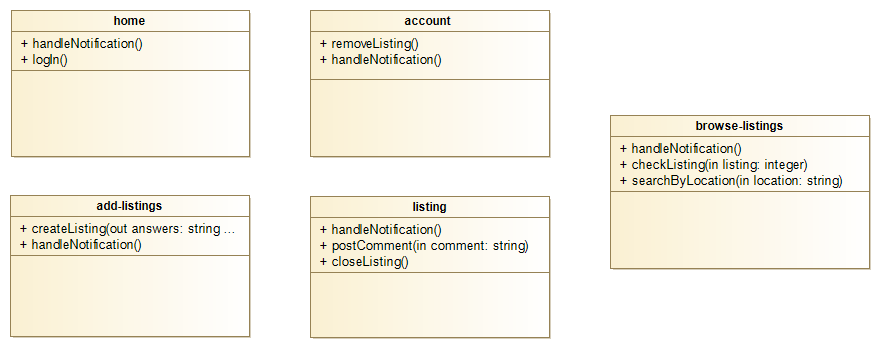 home
+ handleNotification()
+ logIn()
account
+ removeListing()
+ handleNotification()
browse-listings
+ handleNotification()
+ checkListing(in listing: integer)
+ searchByLocation(in location: string)
add-listings
+ createListing(out answers: string ...
+ handleNotification()
listing
+ handleNotification()
+ postComment(in comment: string)
+ closeListing()